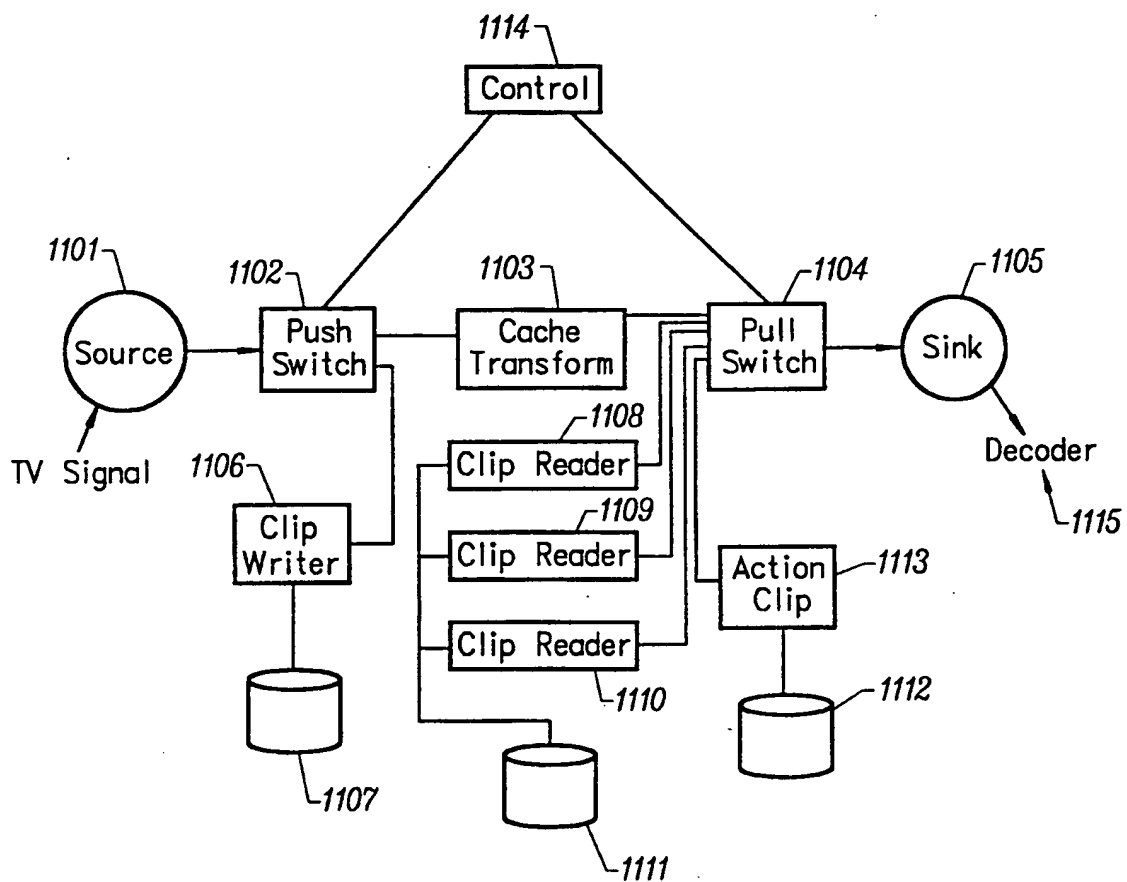 1114
Control
1101
1102
1103
1104
1105
Source
Push
Switch
Cache
Transform
Pull
Switch
Sink
TV Signal
Decoder
1115
1106
Clip
Writer
1107
1108
Clip Reader
1109
Clip Reader
Clip Reader
1110
1111
Action
Clip
1113
1112